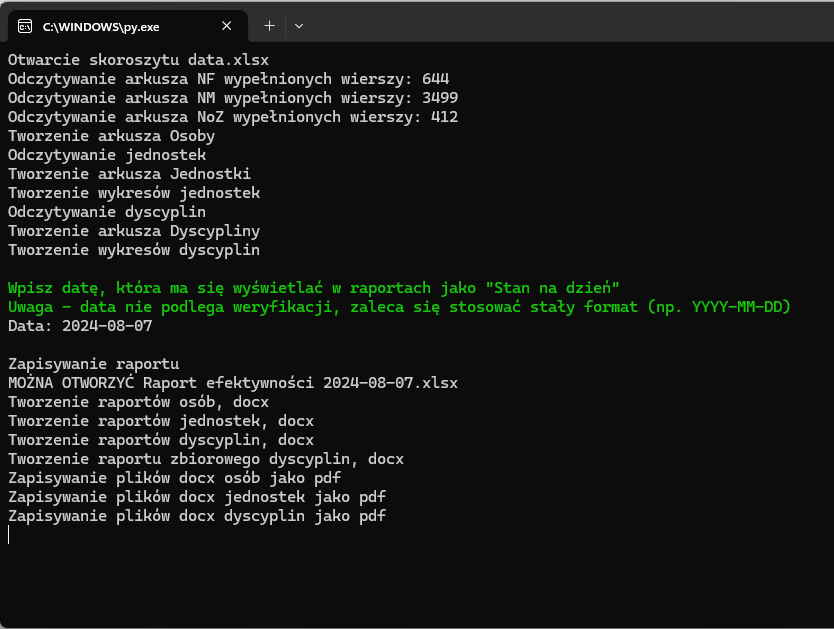 C:\WINDOWS\py.exe
Otwarcie skoroszytu data.xlsx
Odczytywanie arkusza NF wypełnionych wierszy: 644
Odczytywanie arkusza NM wypełnionych wierszy: 3499
Odczytywanie arkusza NoZ wypełnionych wierszy: 412
Tworzenie arkusza Osoby
Odczytywanie jednostek
Tworzenie arkusza Jednostki
Tworzenie wykresów jednostek
Odczytywanie dyscyplin
Tworzenie arkusza Dyscypliny
Tworzenie wykresów dyscyplin
Wpisz datę, która ma się wyświetlać w raportach jako "Stan na dzień"
Uwaga - data nie podlega weryfikacji, zaleca się stosować stały format (np. YYYY-MM-DD)
Data: 2024-08-07
Zapisywanie raportu
MOŻNA OTWORZYĆ Raport efektywności 2024-08-07.xlsx
Tworzenie raportów osób, docx
Tworzenie raportów jednostek, docx
Tworzenie raportów dyscyplin, docx
Tworzenie raportu zbiorowego dyscyplin, docx
Zapisywanie plików docx osób jako pdf
Zapisywanie plików docx jednostek jako pdf
Zapisywanie plików docx dyscyplin jako pdf